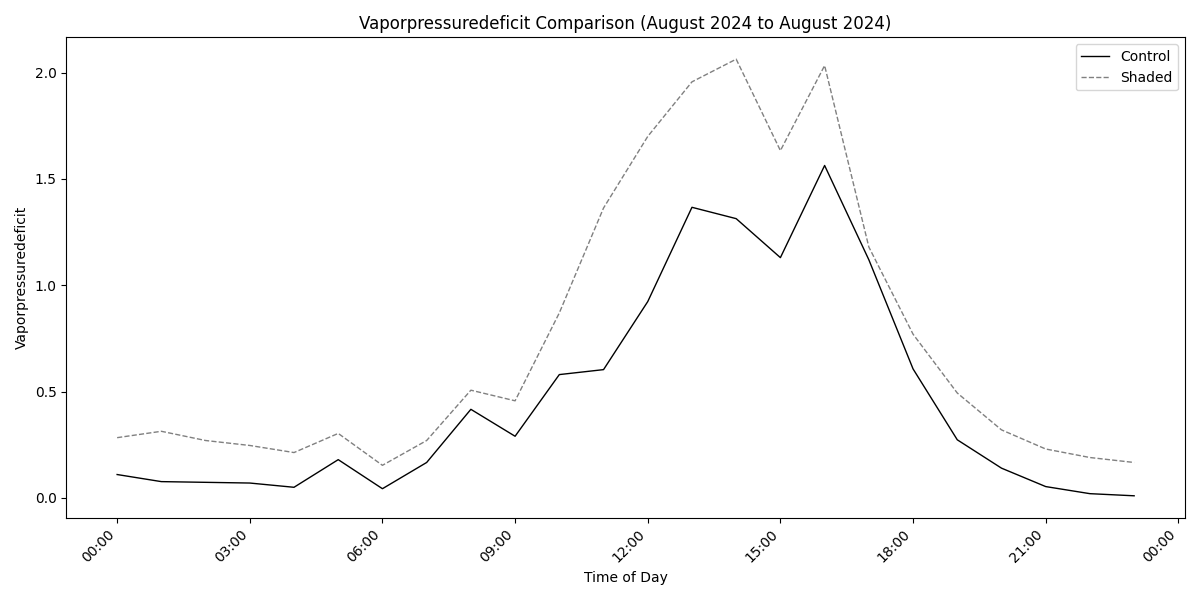 Vaporpressuredeficit Comparison (August 2024 to August 2024)
Control
Shaded
Vaporpressuredeficit
2.0
1.5
1.0
0.5
0.0
00:00
03:00
06:00
09:00
12:00
15:00
18:00
21:00
00:00
Time of Day